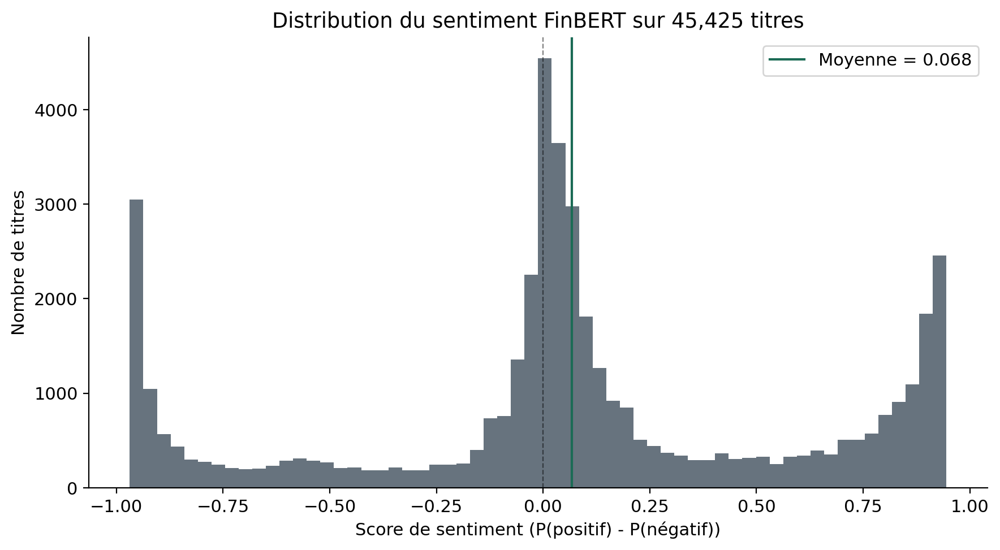 Distribution du sentiment FinBERT sur 45,425 titres
Moyenne = 0.068
Nombre de titres
4000
3000
2000
1000
0
−1.00 −0.75 −0.50 −0.25 0.00 0.25 0.50 0.75 1.00
Score de sentiment (P(positif) - P(négatif))